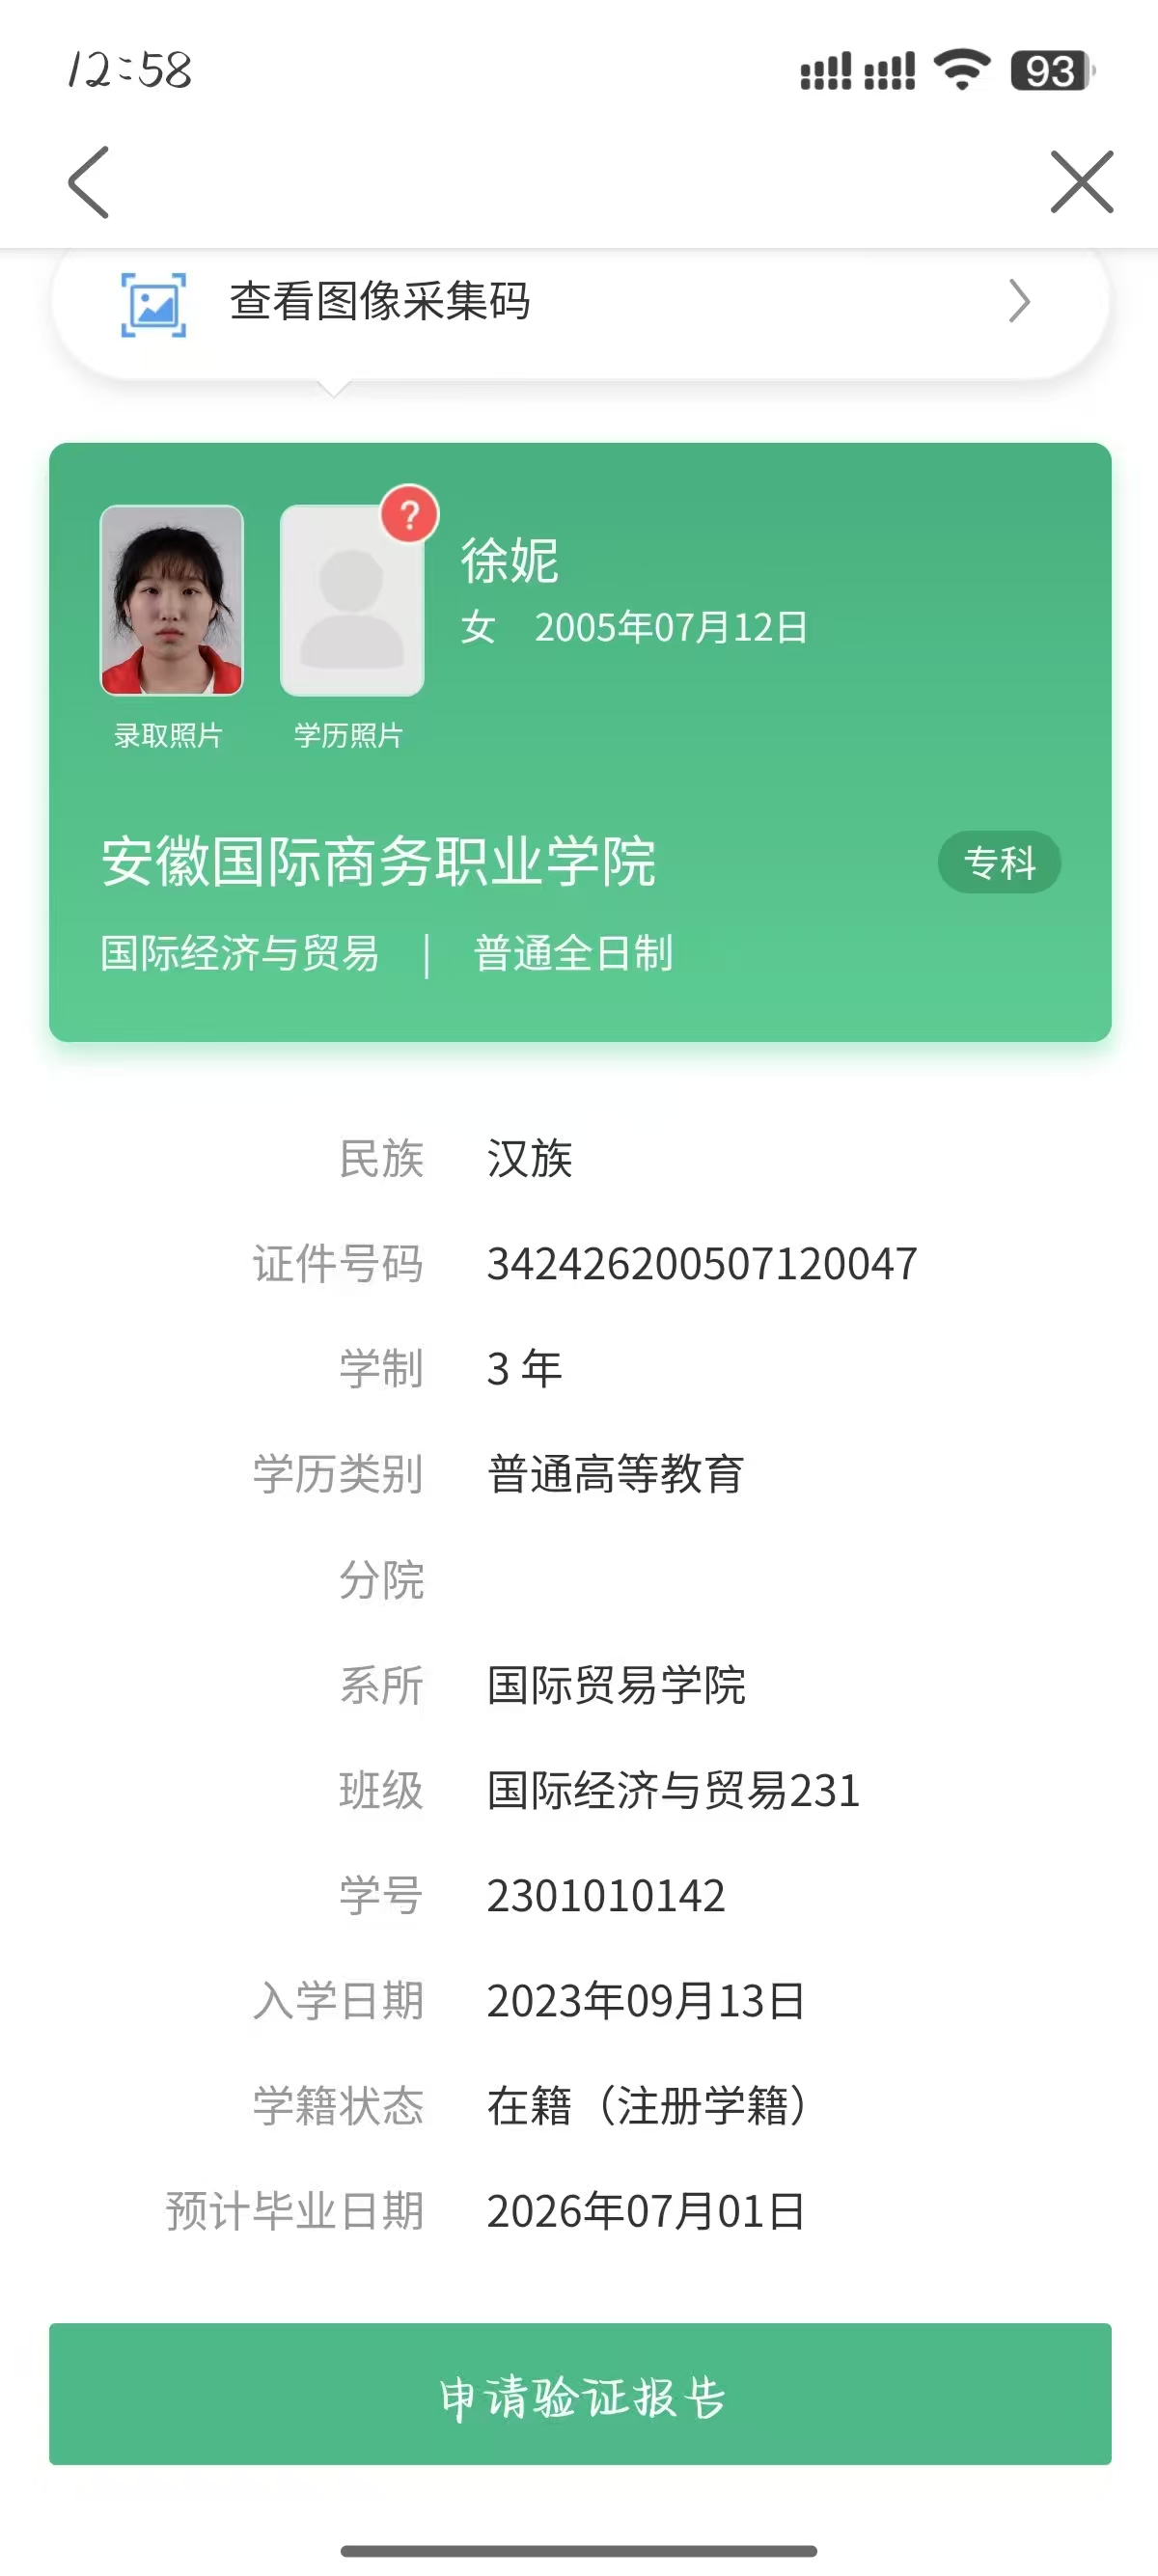 12:58
93
查看图像采集码
?
徐妮
女 2005年07月12日
录取照片 学历照片
安徽国际商务职业学院 专科
国际经济与贸易 | 普通全日制
民族 汉族
证件号码 342426200507120047
学制 3 年
学历类别 普通高等教育
分院
系所 国际贸易学院
班级 国际经济与贸易231
学号 2301010142
入学日期 2023年09月13日
学籍状态 在籍（注册学籍）
预计毕业日期 2026年07月01日
申请验证报告